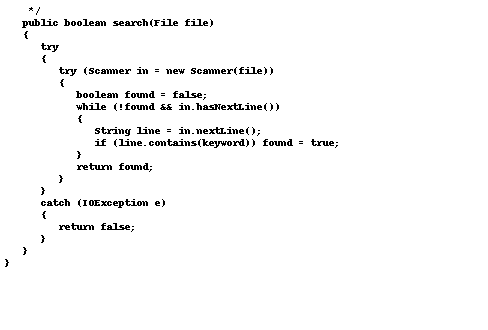 */
   public boolean search(File file)
   {
      try
      {
         try (Scanner in = new Scanner(file))
         {
            boolean found = false;
            while (!found && in.hasNextLine())
            {
               String line = in.nextLine();
               if (line.contains(keyword)) found = true;
            }
            return found;
         }
      }
      catch (IOException e)
      {
         return false;
      }
   }
}